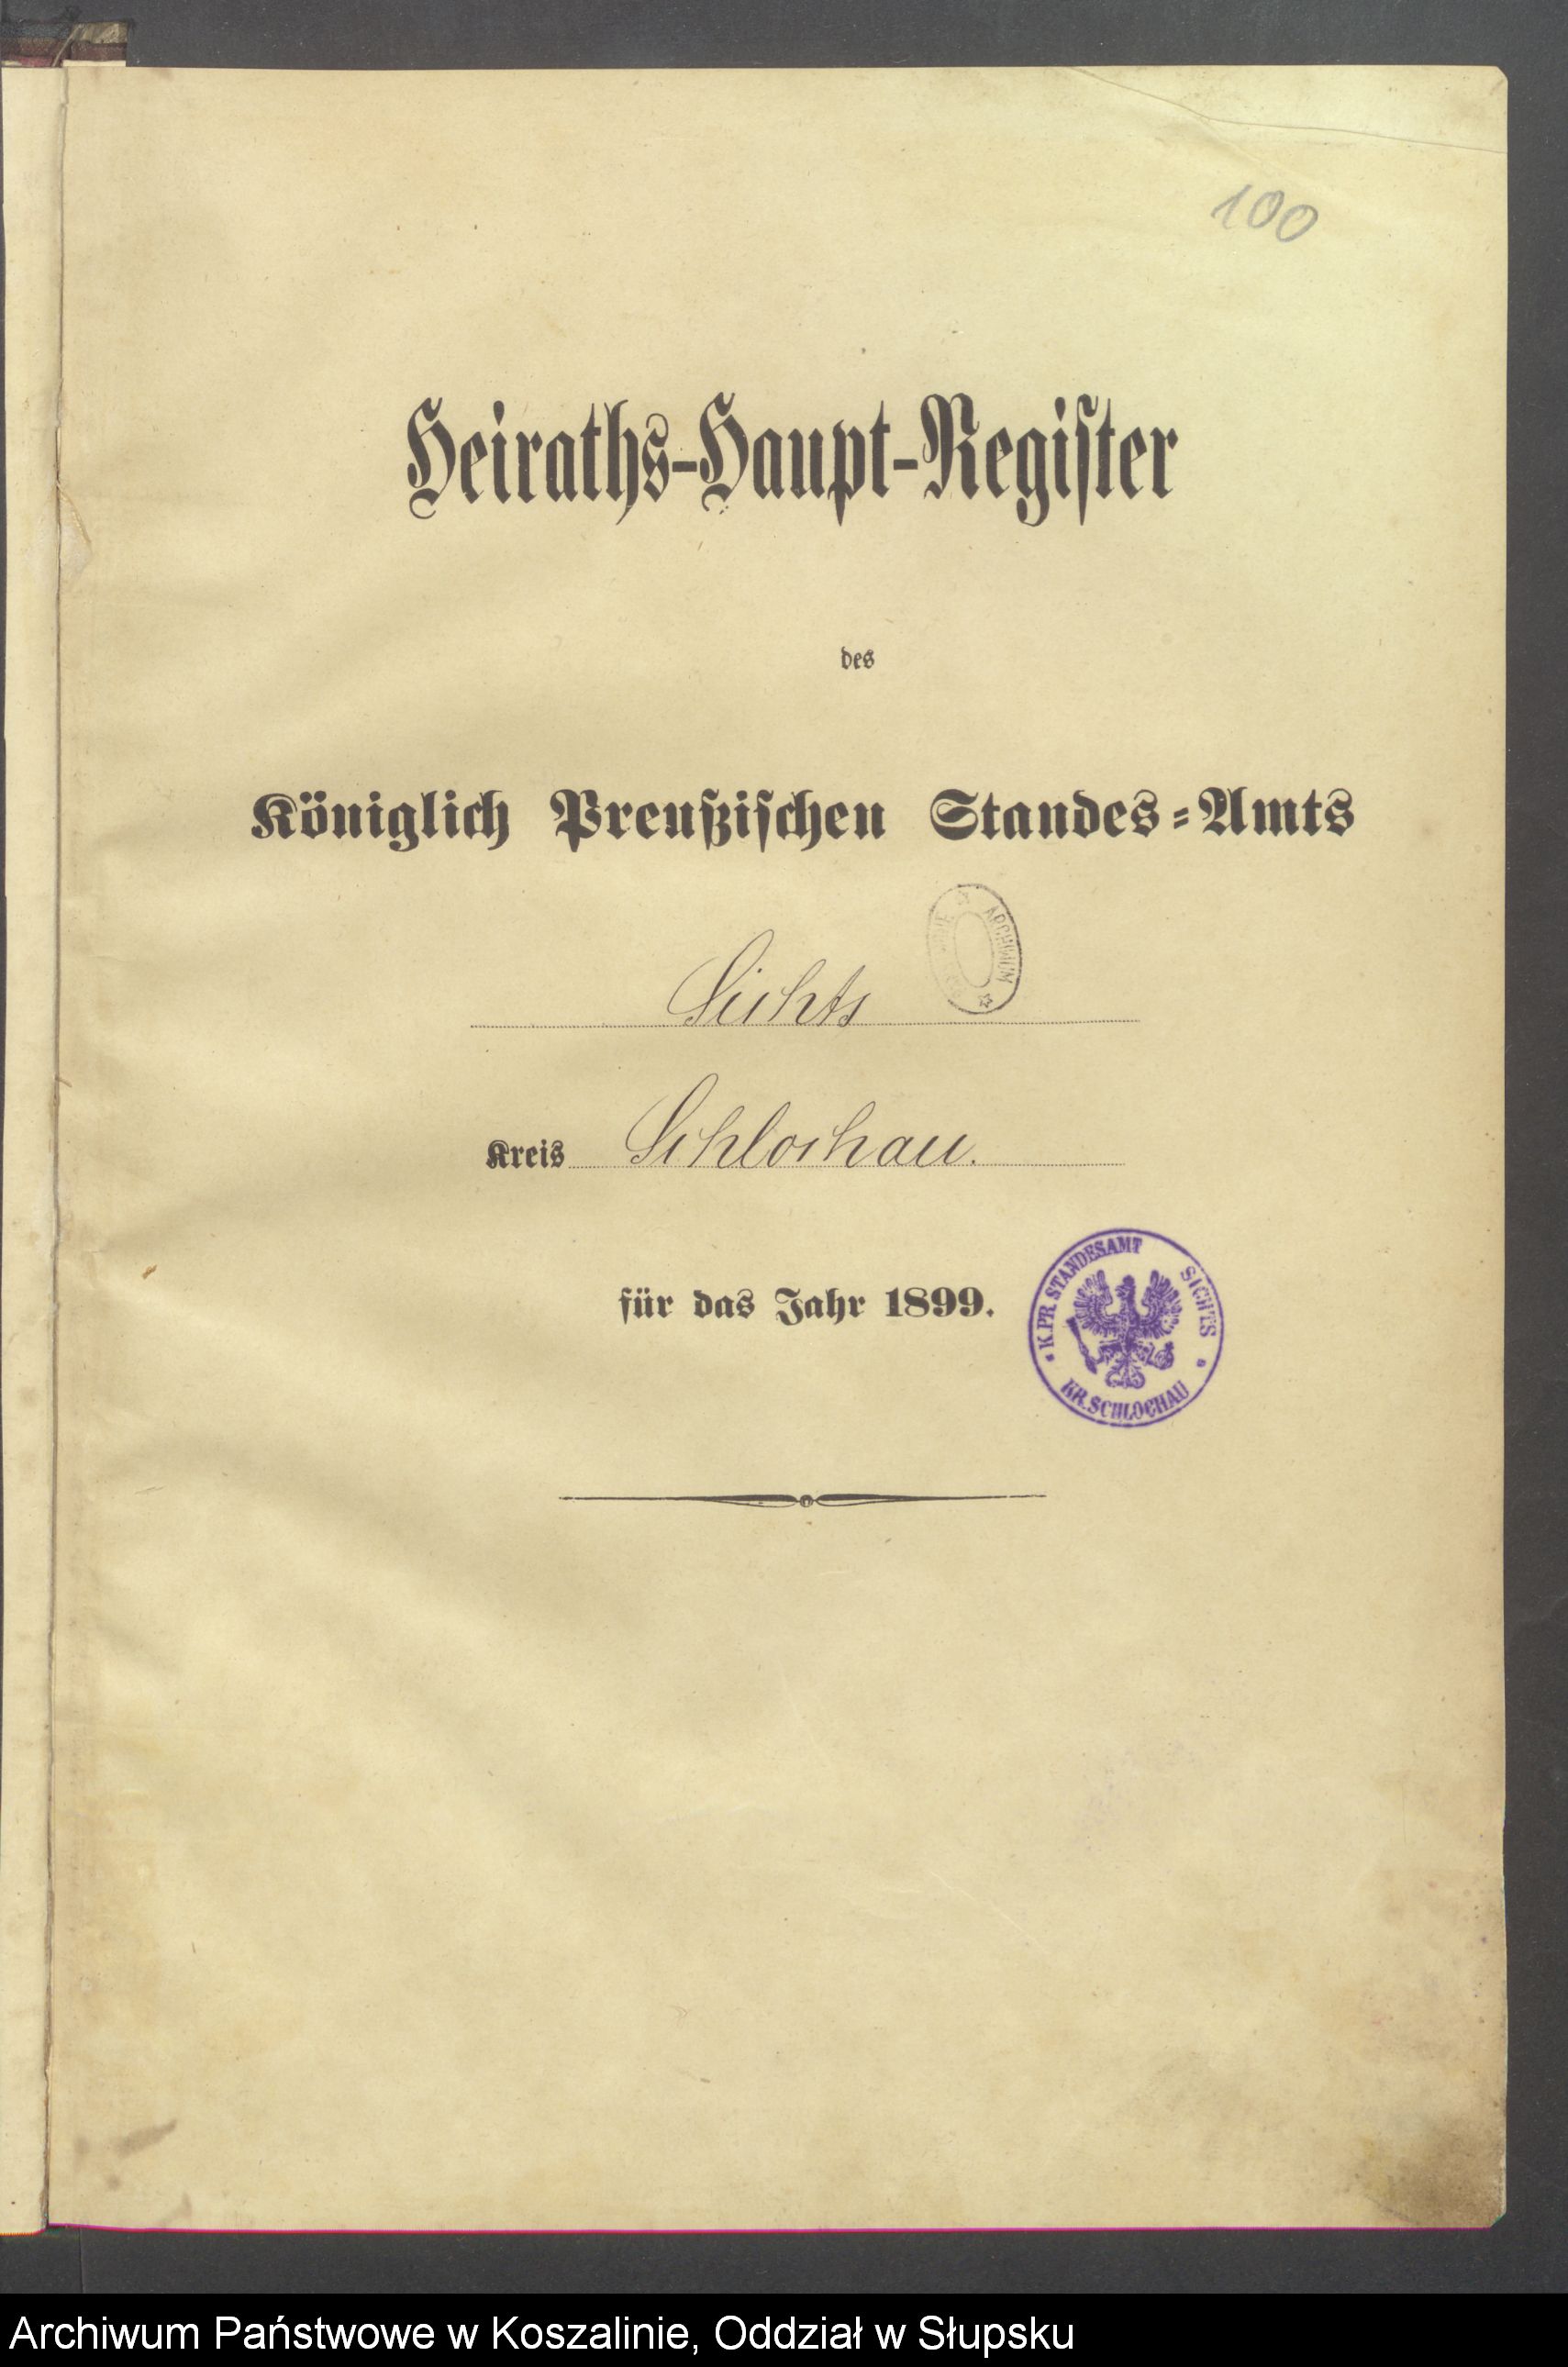 100
Heiraths-Haupt-Register
des
Königlich Preußischen Standes-Amts
Sichts
ARCHIWUM
Kreis Schlochau.
für das Jahr 1899.
K. PR. STANDESAMT SICHTS
KR. SCHLOCHAU
Archiwum Państwowe w Koszalinie, Oddział w Słupsku